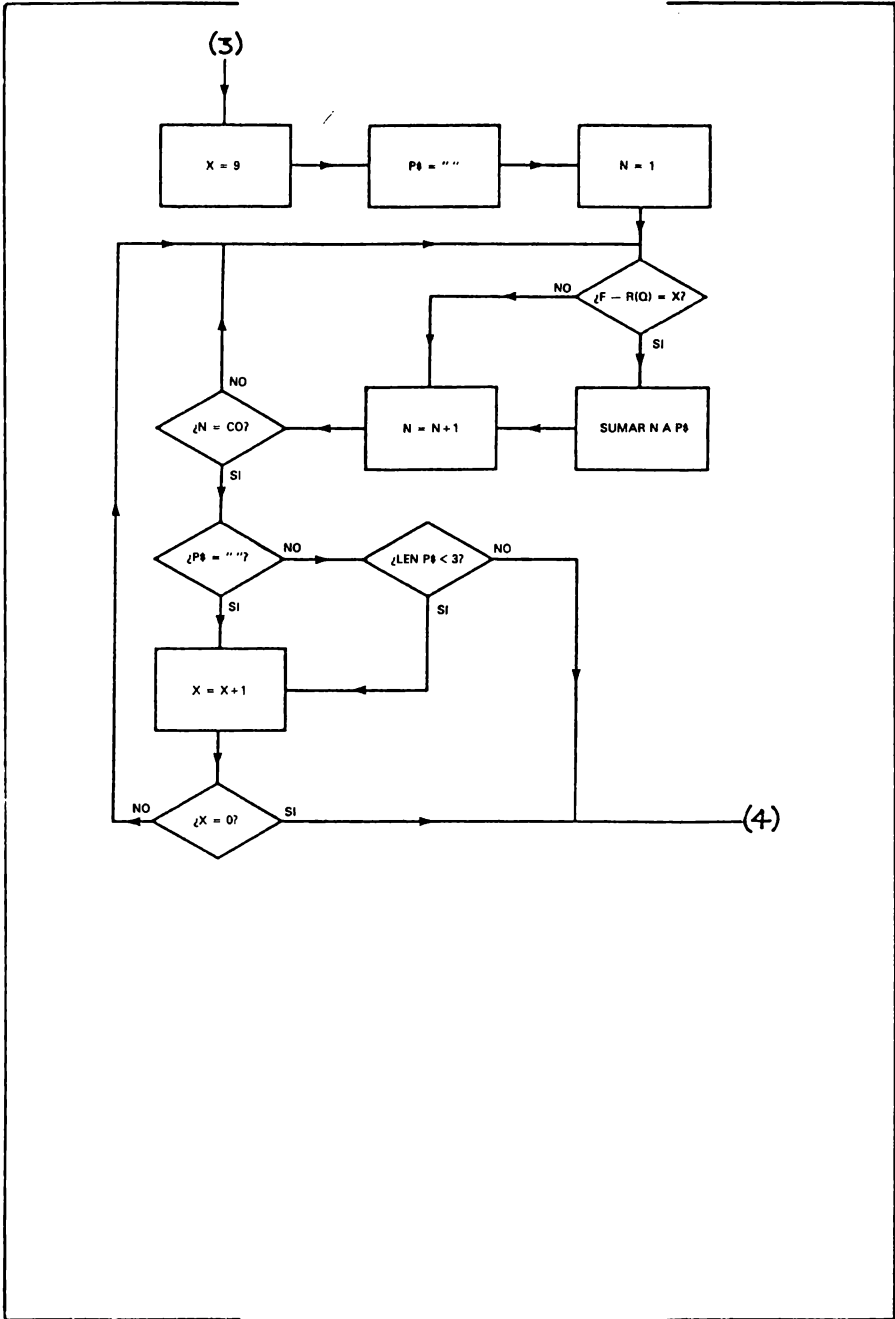 (3)
X = 9
P$ = " "
N = 1
¿F — R(Q) = X?
NO
SI
SUMAR N A P$
N = N+1
¿N = CO?
NO
SI
¿P$ = " "?
NO
SI
¿LEN P$ < 3?
NO
SI
X = X+1
¿X = 0?
NO
SI
(4)